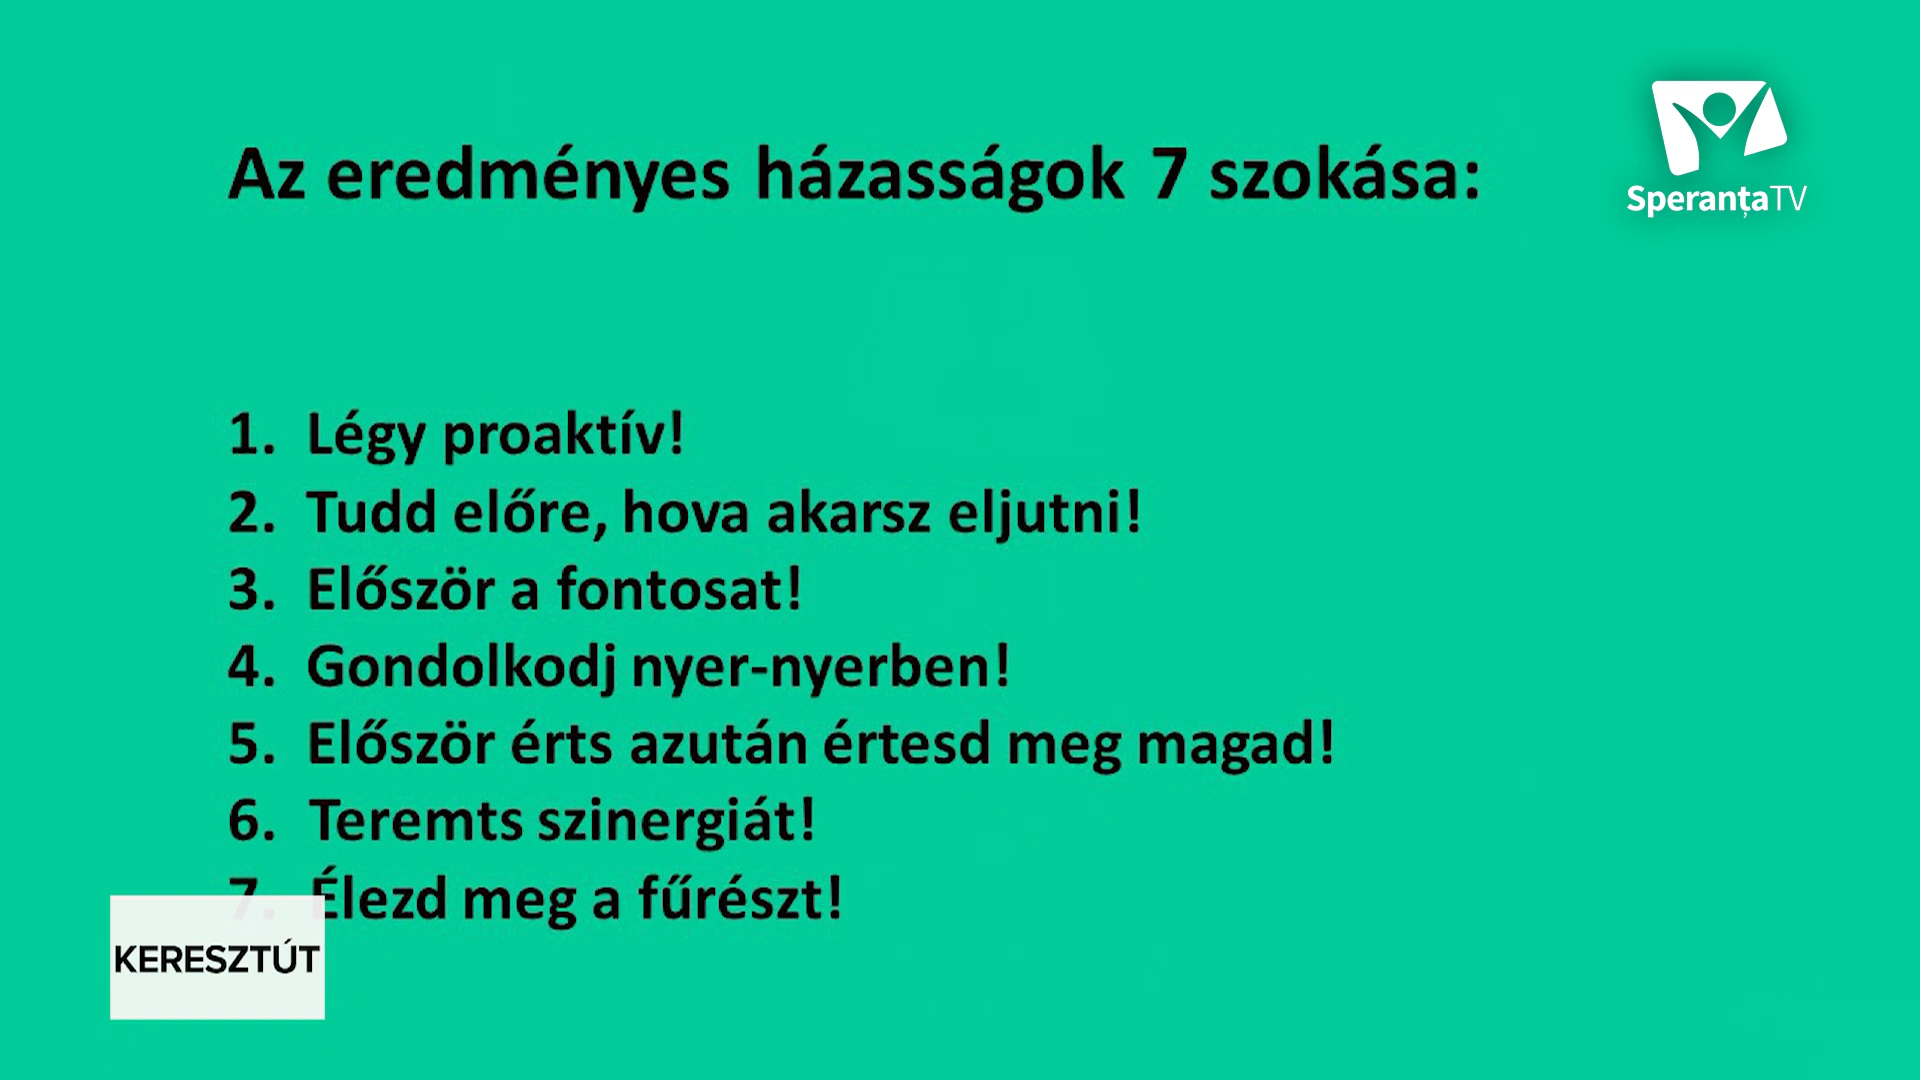 Az eredményes házasságok 7 szokása:
SperanțaTV
1. Légy proaktív!
2. Tudd előre, hova akarsz eljutni!
3. Először a fontosat!
4. Gondolkodj nyer-nyerben!
5. Először érts azután értesd meg magad!
6. Teremts szinergiát!
7. Élezd meg a fűrészt!
KERESZTÚT